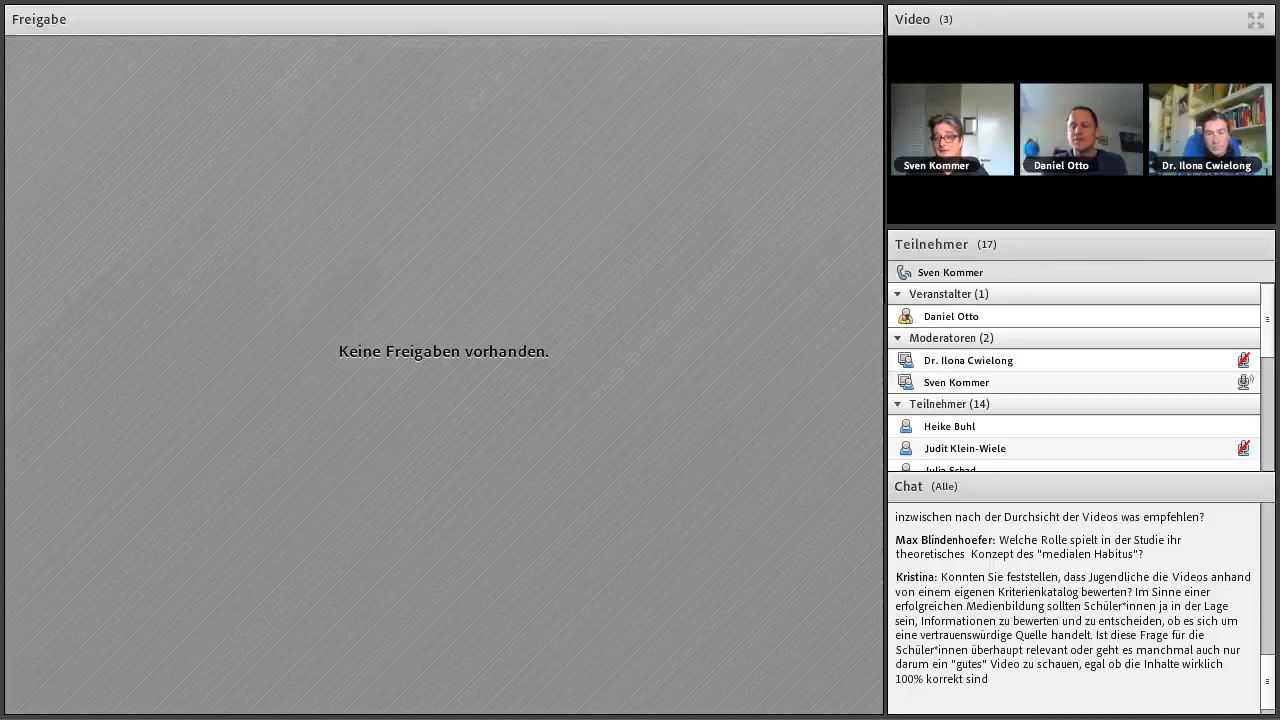 Freigabe
Keine Freigaben vorhanden.
Video (3)
Sven Kommer
Daniel Otto
Dr. Ilona Cwielong
Teilnehmer (17)
Sven Kommer
Veranstalter (1)
Daniel Otto
Moderatoren (2)
Dr. Ilona Cwielong
Sven Kommer
Teilnehmer (14)
Heike Buhl
Judit Klein-Wiele
Julia Schad
Chat (Alle)
inzwischen nach der Durchsicht der Videos was empfehlen?
Max Blindenhoefer: Welche Rolle spielt in der Studie ihr
theoretisches Konzept des "medialen Habitus"?
Kristina: Konnten Sie feststellen, dass Jugendliche die Videos anhand
von einem eigenen Kriterienkatalog bewerten? Im Sinne einer
erfolgreichen Medienbildung sollten Schüler*innen ja in der Lage
sein, Informationen zu bewerten und zu entscheiden, ob es sich um
eine vertrauenswürdige Quelle handelt. Ist diese Frage für die
Schüler*innen überhaupt relevant oder geht es manchmal auch nur
darum ein "gutes" Video zu schauen, egal ob die Inhalte wirklich
100% korrekt sind